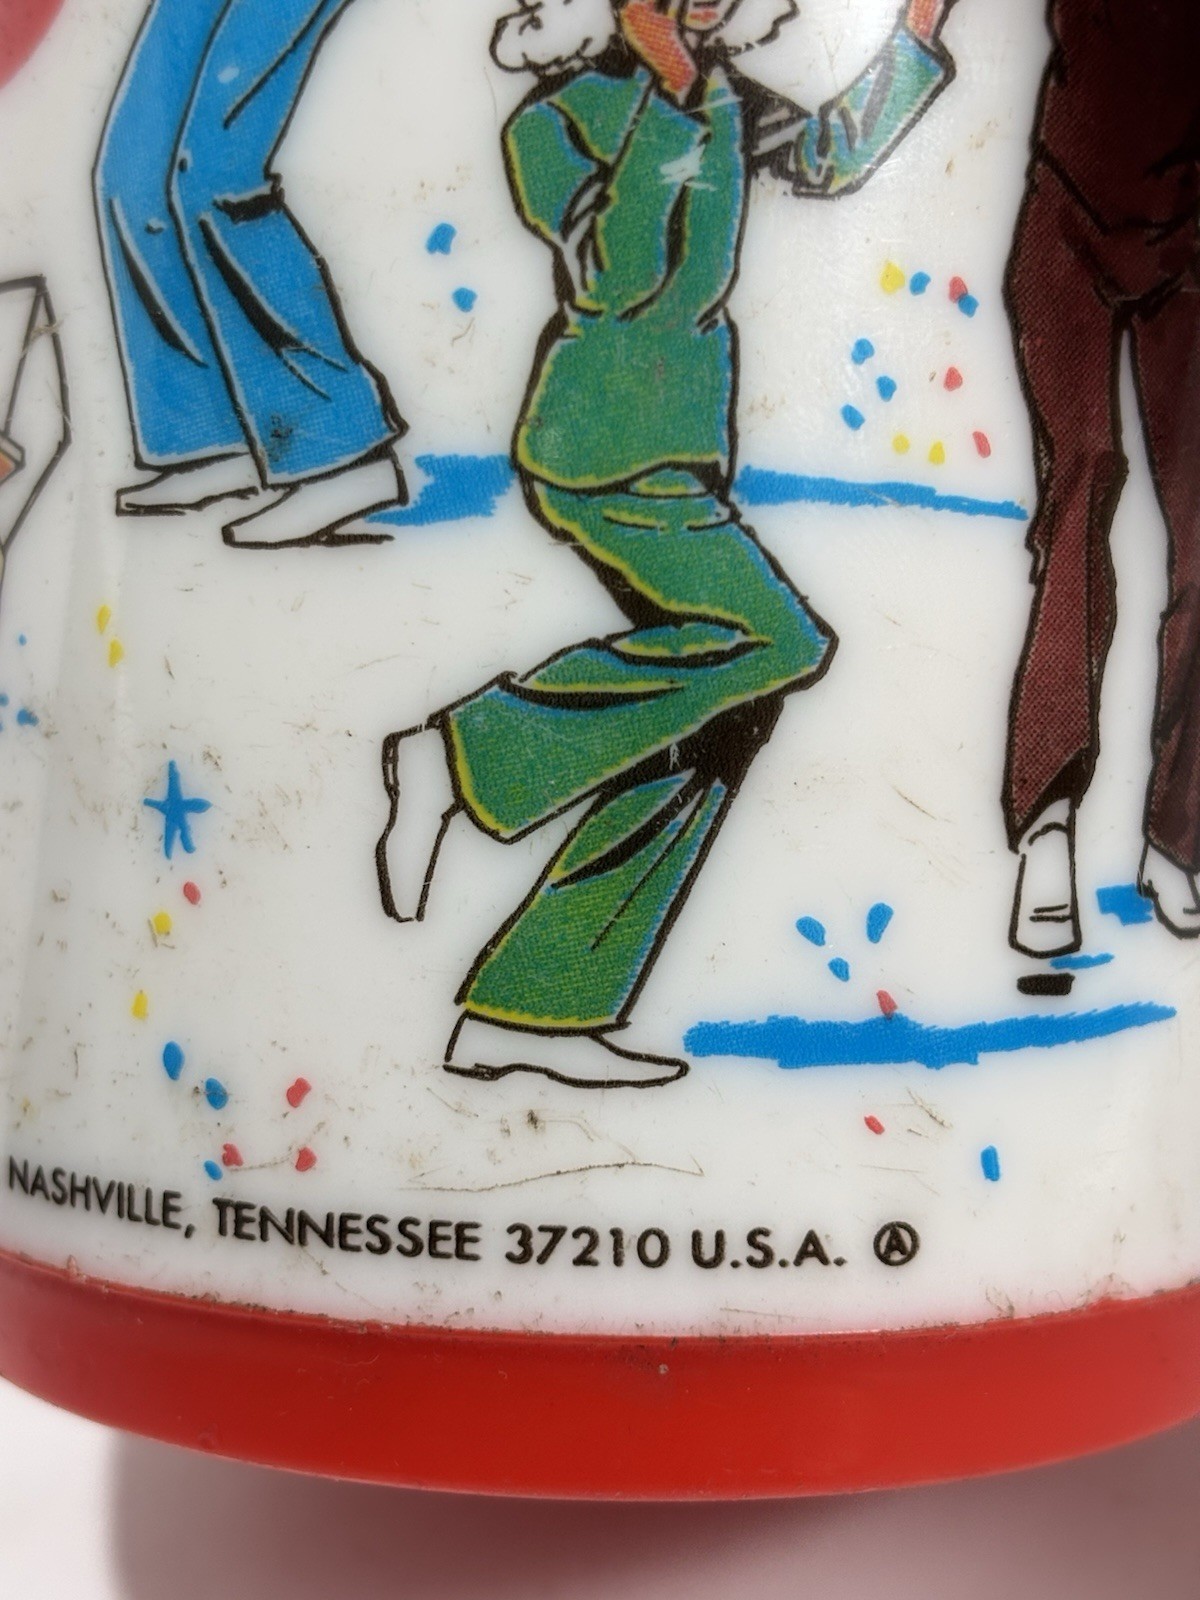 NASHVILLE, TENNESSEE 37210 U.S.A. Ⓐ